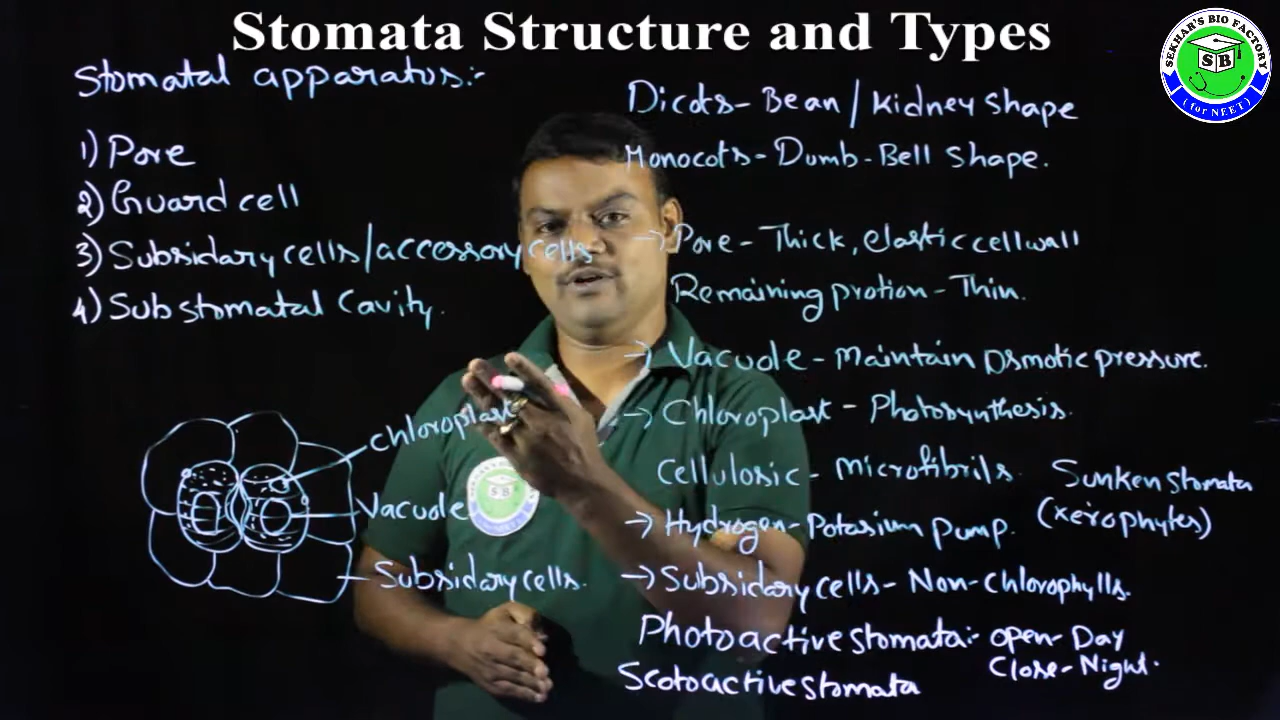 Stomata Structure and Types
SEKHAR'S BIO FACTORY
SB
(for NEET)
Stomatal apparatus:-
1) Pore
2) Guard cell
3) Subsidary cells/accessory cells
4) Sub stomatal Cavity.
chloroplast
Vacuole
Subsidary cells.
Dicots - Bean / Kidney Shape
Monocots - Dumb-Bell Shape.
→ Pore - Thick, elastic cell wall
Remaining protion - Thin.
→ Vacuole - Maintain Osmotic pressure.
→ Chloroplast - Photosynthesis.
Cellulosic - Microfibrils.
Sunken Stomata
(xerophytes)
→ Hydrogen - Potasium pump.
→ Subsidary cells - Non-Chlorophylls.
Photoactive stomata:- Open - Day
Close - Night.
Scotoactive stomata
SB